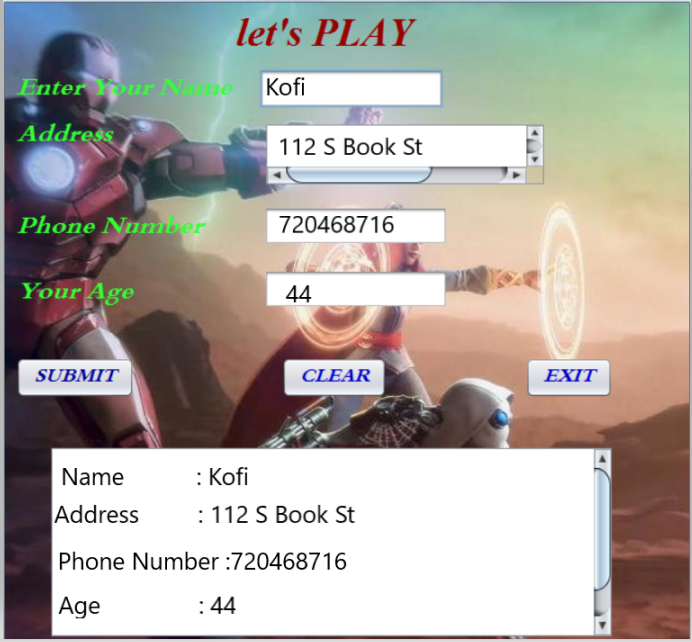 let's PLAY
Enter Your Name Kofi
Address 112 S Book St
Phone Number 720468716
Your Age 44
SUBMIT CLEAR EXIT
Name : Kofi
Address : 112 S Book St
Phone Number :720468716
Age : 44